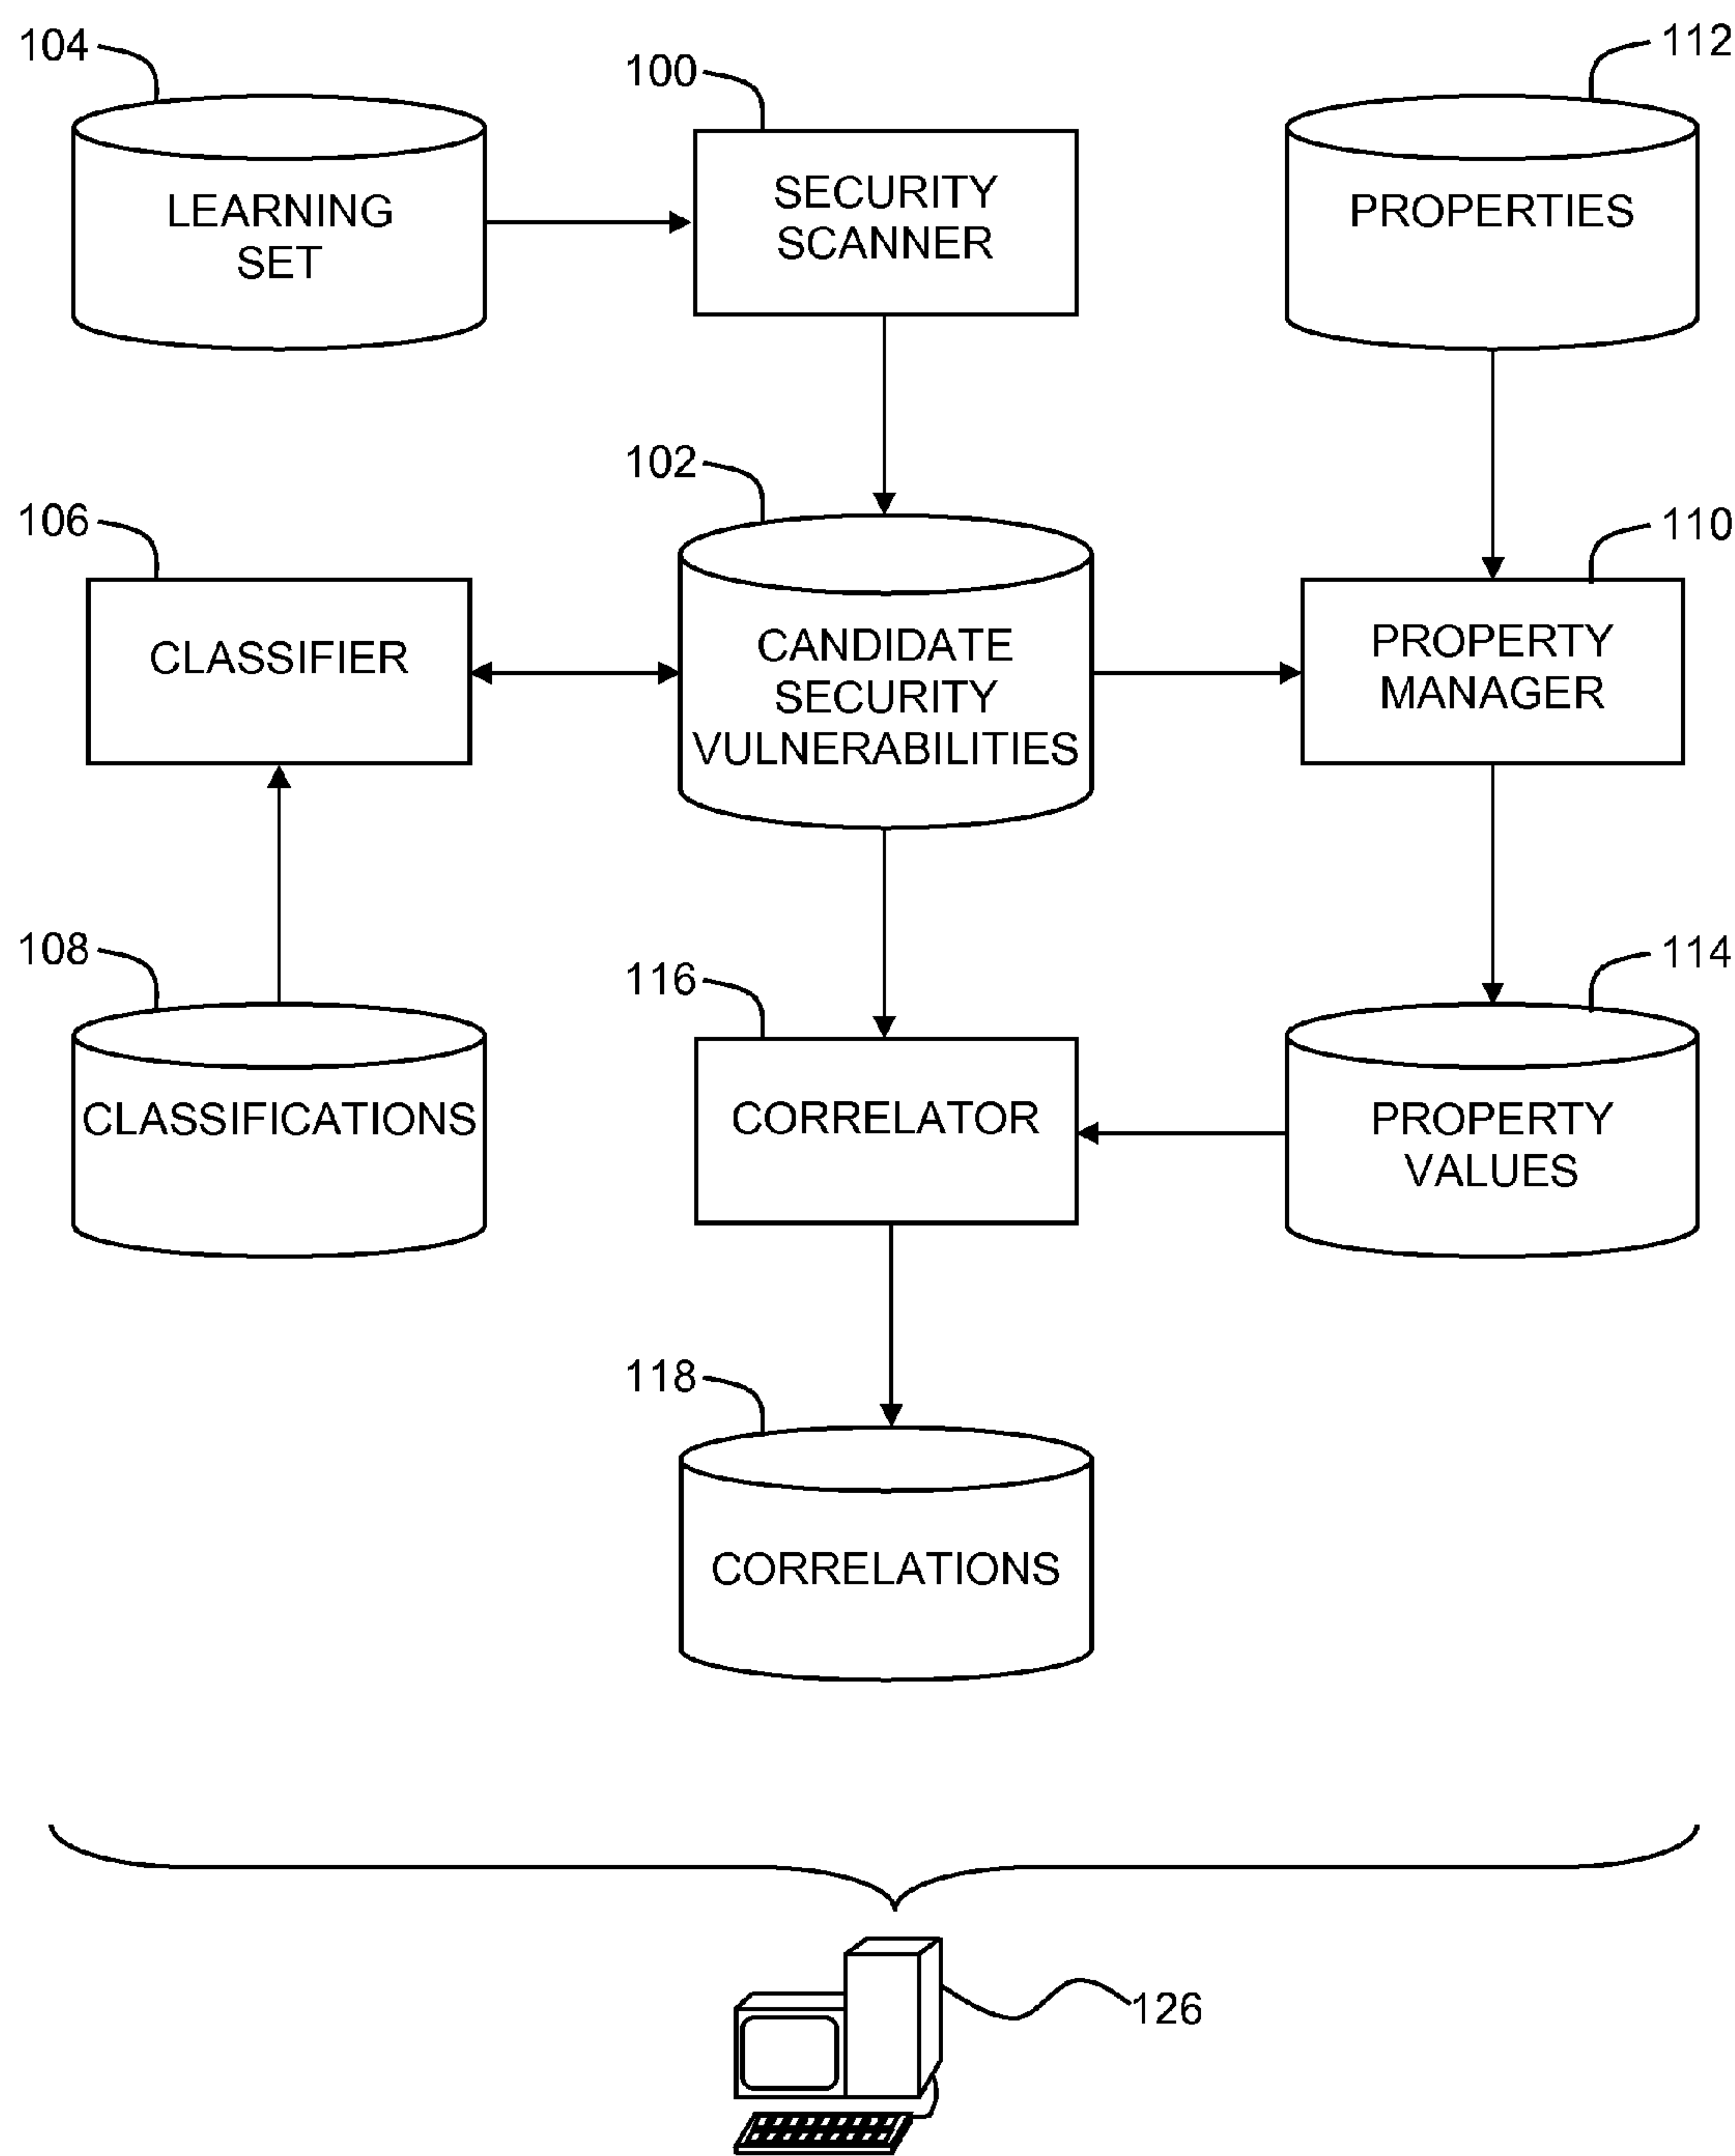 104
100
112
LEARNING
SET
SECURITY
SCANNER
PROPERTIES
102
106
110
CLASSIFIER
CANDIDATE
SECURITY
VULNERABILITIES
PROPERTY
MANAGER
108
116
114
CLASSIFICATIONS
CORRELATOR
PROPERTY
VALUES
118
CORRELATIONS
126